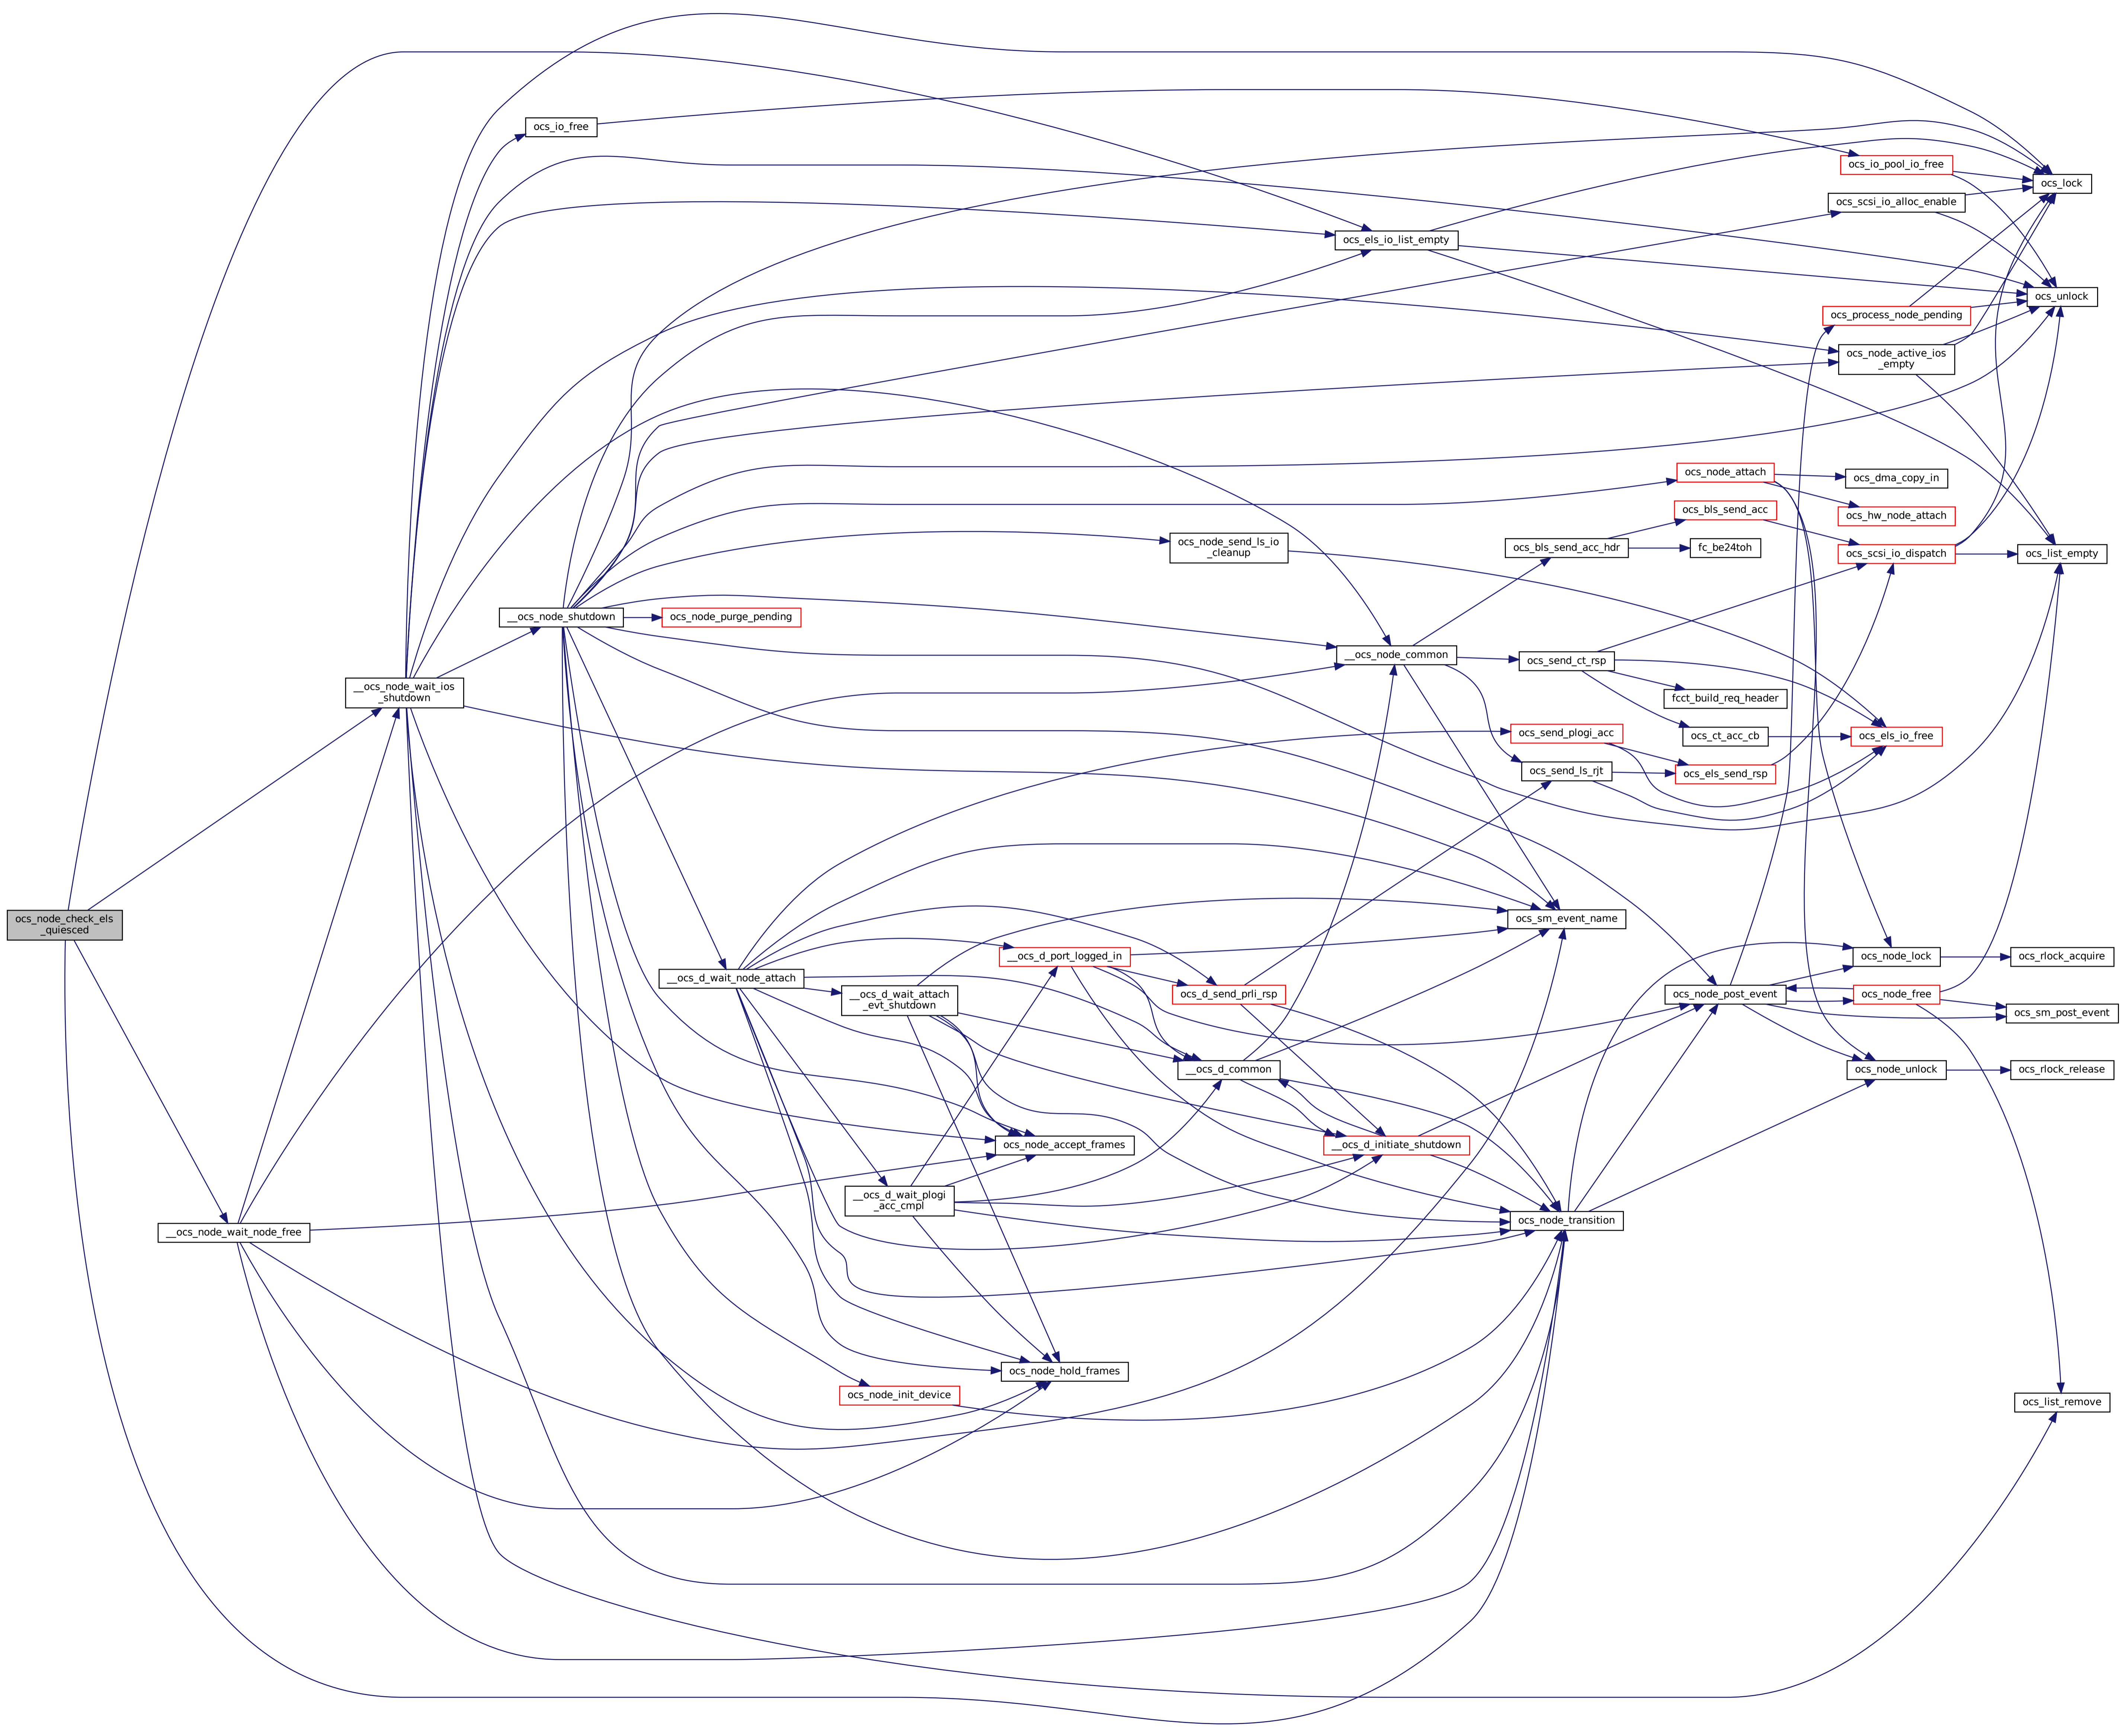 ocs_io_free
ocs_io_pool_io_free
ocs_lock
ocs_scsi_io_alloc_enable
ocs_els_io_list_empty
ocs_unlock
ocs_process_node_pending
ocs_node_active_ios
_empty
ocs_node_attach
ocs_dma_copy_in
ocs_bls_send_acc
ocs_hw_node_attach
ocs_node_send_ls_io
_cleanup
ocs_bls_send_acc_hdr
fc_be24toh
ocs_scsi_io_dispatch
ocs_list_empty
__ocs_node_shutdown
ocs_node_purge_pending
__ocs_node_common
ocs_send_ct_rsp
__ocs_node_wait_ios
_shutdown
fcct_build_req_header
ocs_send_plogi_acc
ocs_ct_acc_cb
ocs_els_io_free
ocs_send_ls_rjt
ocs_els_send_rsp
ocs_node_check_els
_quiesced
ocs_sm_event_name
__ocs_d_port_logged_in
ocs_node_lock
ocs_rlock_acquire
__ocs_d_wait_node_attach
__ocs_d_wait_attach
_evt_shutdown
ocs_d_send_prli_rsp
ocs_node_post_event
ocs_node_free
ocs_sm_post_event
__ocs_d_common
ocs_node_unlock
ocs_rlock_release
ocs_node_accept_frames
__ocs_d_initiate_shutdown
__ocs_d_wait_plogi
_acc_cmpl
__ocs_node_wait_node_free
ocs_node_transition
ocs_node_hold_frames
ocs_node_init_device
ocs_list_remove